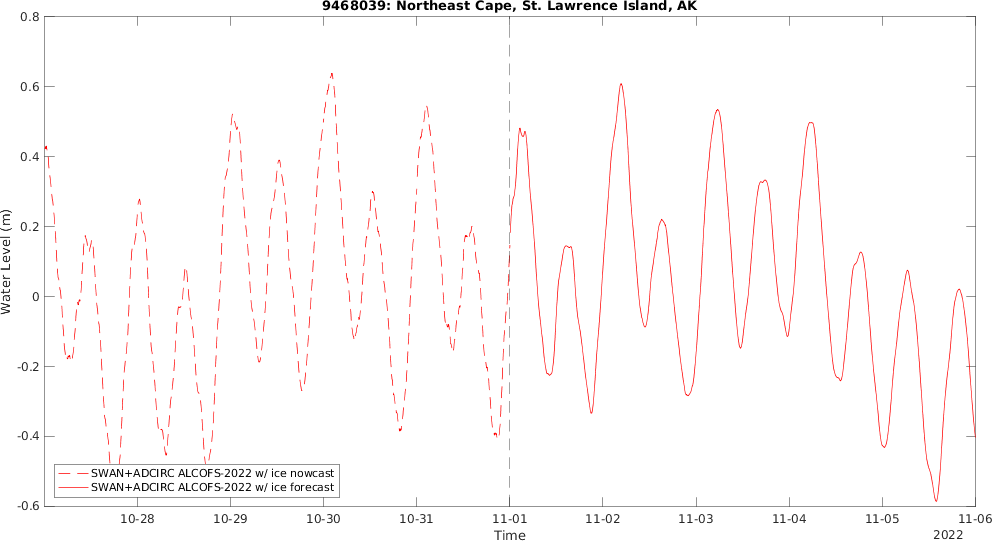 9468039: Northeast Cape, St. Lawrence Island, AK
0.8
0.6
0.4
0.2
0
-0.2
-0.4
-0.6
Water Level (m)
SWAN+ADCIRC ALCOFS-2022 w/ ice nowcast
SWAN+ADCIRC ALCOFS-2022 w/ ice forecast
10-28 10-29 10-30 10-31 11-01 11-02 11-03 11-04 11-05 11-06
Time
2022